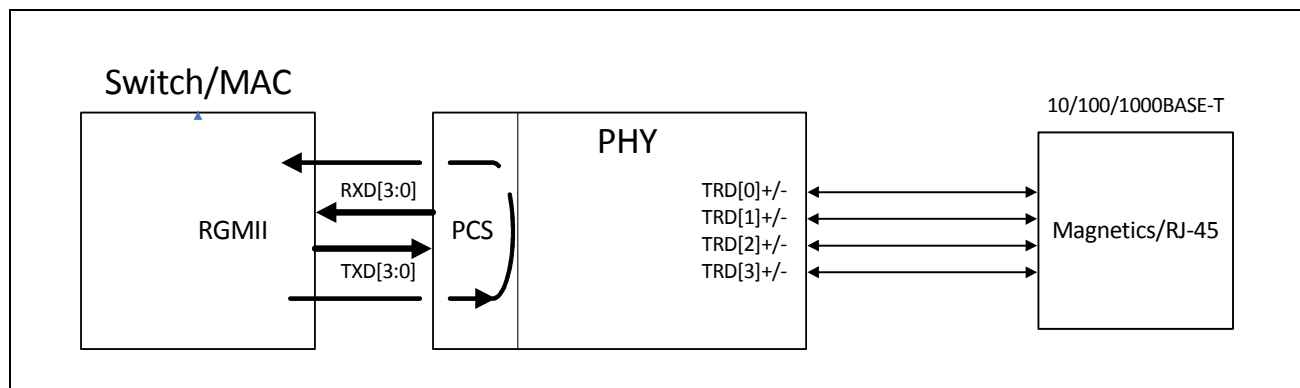 Switch/MAC
10/100/1000BASE-T
PHY
RXD[3:0]
TRD[0]+/-
TRD[1]+/-
RGMII
PCS
Magnetics/RJ-45
TRD[2]+/-
TXD[3:0]
TRD[3]+/-